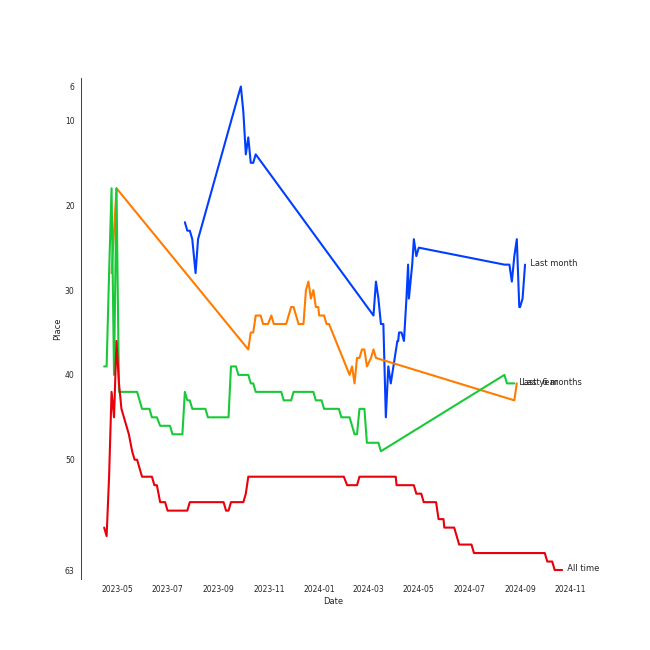 6
10
20
30
40
50
63
Place
Last month
Last 6 months
Last year
All time
2023-05
2023-07
2023-09
2023-11
2024-01
2024-03
2024-05
2024-07
2024-09
2024-11
Date